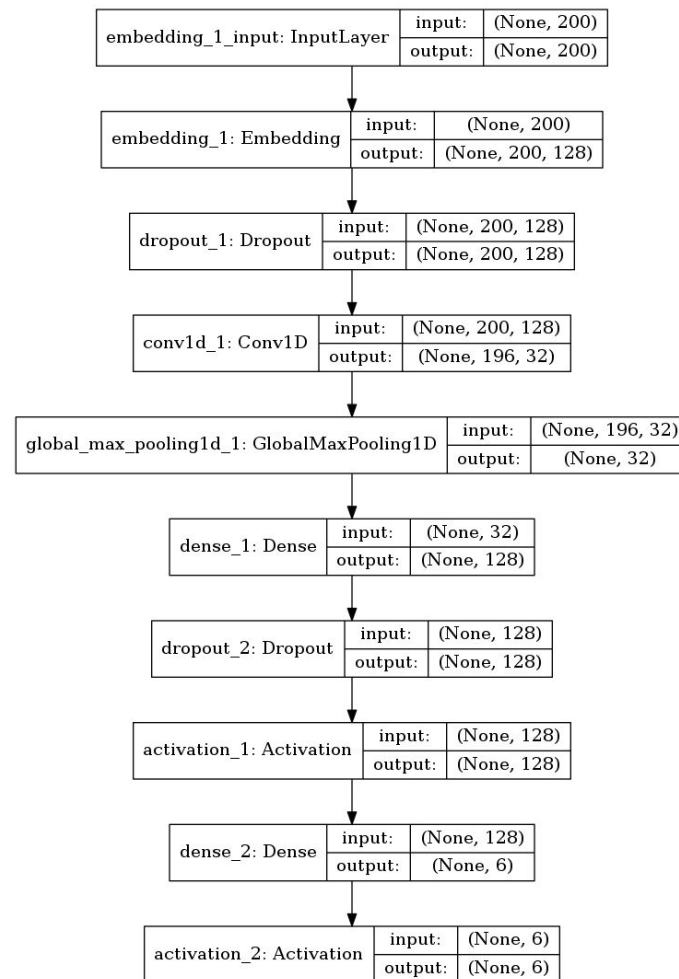 embedding_1_input: InputLayer
input: (None, 200)
output: (None, 200)
embedding_1: Embedding
input: (None, 200)
output: (None, 200, 128)
dropout_1: Dropout
input: (None, 200, 128)
output: (None, 200, 128)
conv1d_1: Conv1D
input: (None, 200, 128)
output: (None, 196, 32)
global_max_pooling1d_1: GlobalMaxPooling1D
input: (None, 196, 32)
output: (None, 32)
dense_1: Dense
input: (None, 32)
output: (None, 128)
dropout_2: Dropout
input: (None, 128)
output: (None, 128)
activation_1: Activation
input: (None, 128)
output: (None, 128)
dense_2: Dense
input: (None, 128)
output: (None, 6)
activation_2: Activation
input: (None, 6)
output: (None, 6)